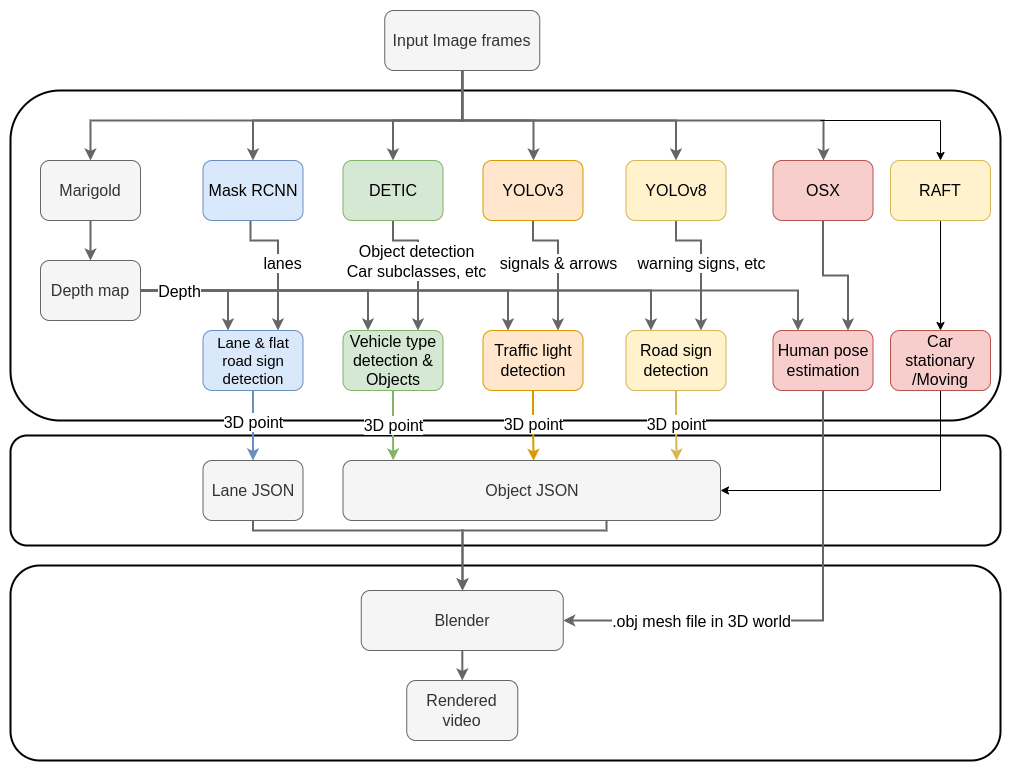 Input Image frames
Marigold
Mask RCNN
DETIC
YOLOv3
YOLOv8
OSX
RAFT
lanes
Object detection
Car subclasses, etc
signals & arrows
warning signs, etc
Depth map
Depth
Lane & flat
road sign
detection
Vehicle type
detection &
Objects
Traffic light
detection
Road sign
detection
Human pose
estimation
Car
stationary
/Moving
3D point
3D point
3D point
3D point
Lane JSON
Object JSON
Blender
.obj mesh file in 3D world
Rendered
video